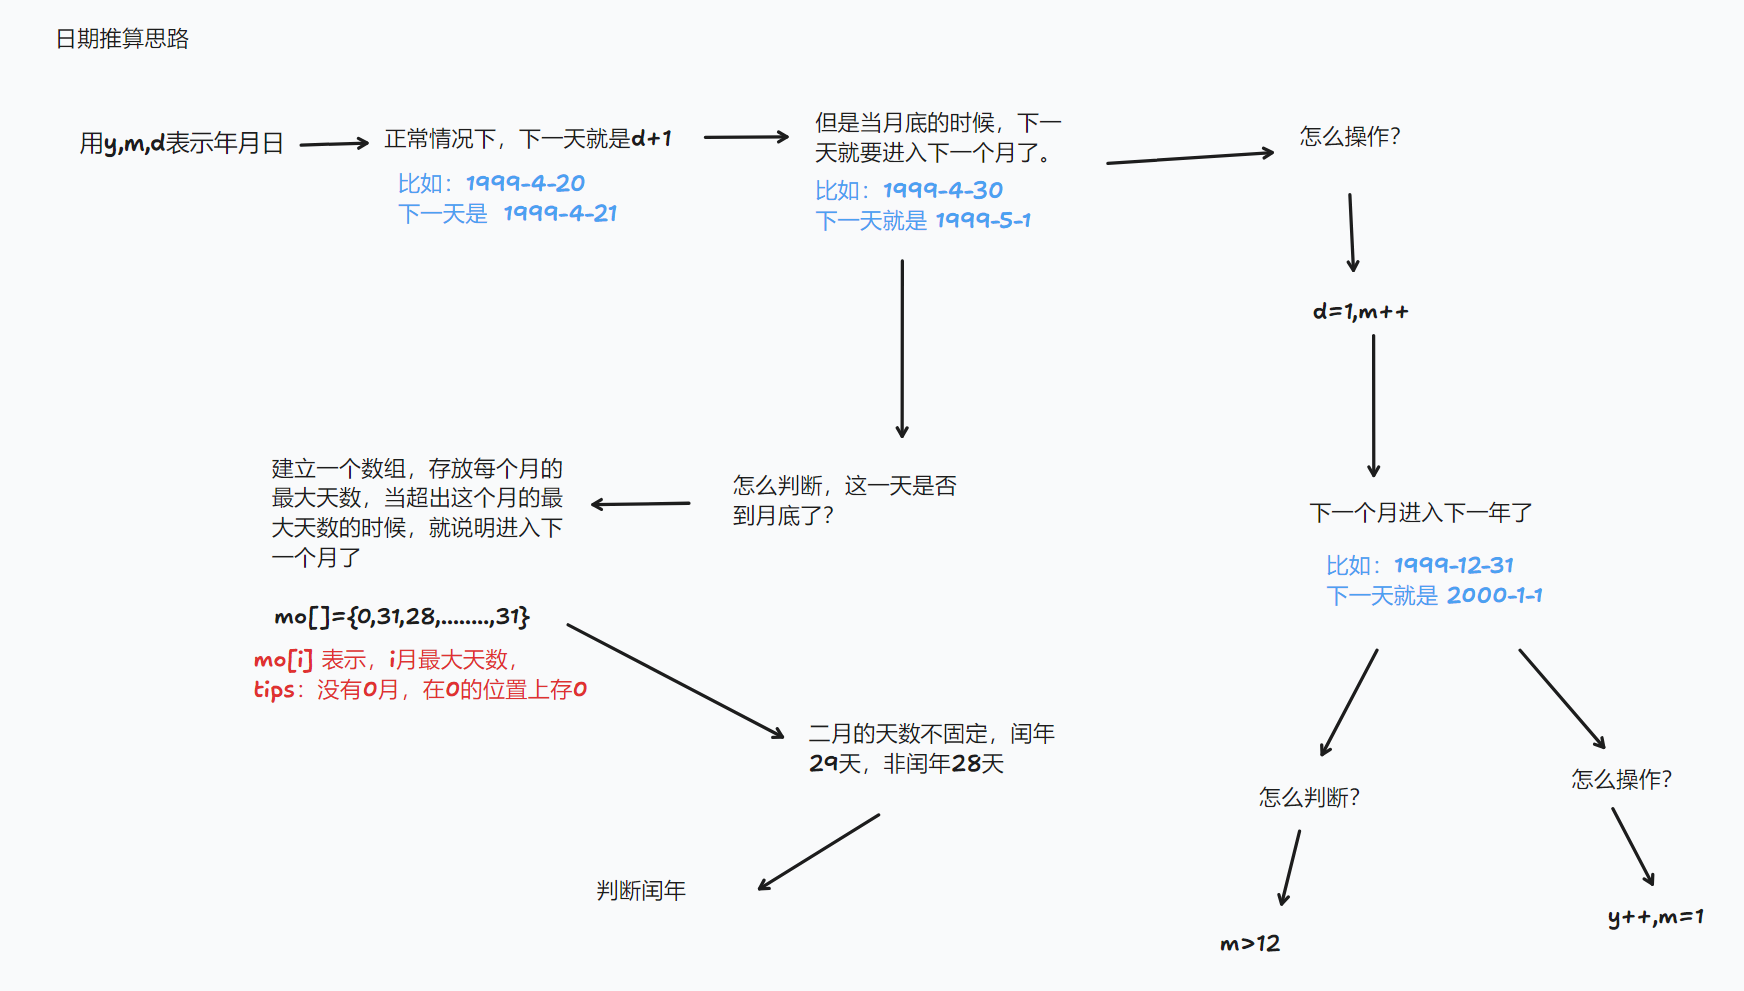 日期推算思路
用y,m,d表示年月日
正常情况下，下一天就是d+1
比如：1999-4-20
下一天是 1999-4-21
但是当月底的时候，下一
天就要进入下一个月了。
比如：1999-4-30
下一天就是 1999-5-1
怎么操作？
d=1,m++
下一个月进入下一年了
比如：1999-12-31
下一天就是 2000-1-1
怎么判断？
m>12
怎么操作？
y++,m=1
怎么判断，这一天是否
到月底了？
建立一个数组，存放每个月的
最大天数，当超出这个月的最
大天数的时候，就说明进入下
一个月了
mo[]={0,31,28,........,31}
mo[i] 表示，i月最大天数，
tips：没有0月，在0的位置上存0
二月的天数不固定，闰年
29天，非闰年28天
判断闰年